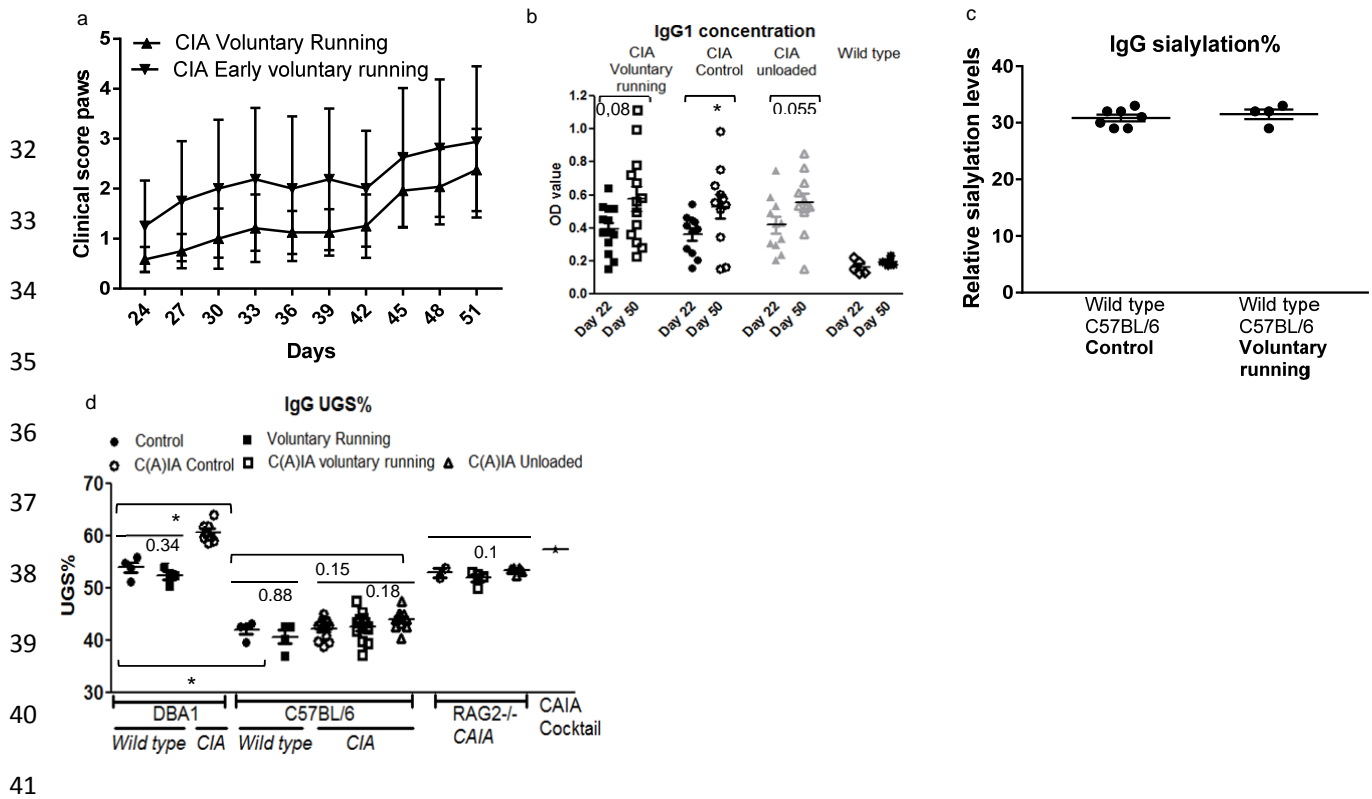 a
5
4
3
2
1
0
Clinical score paws
CIA Voluntary Running
CIA Early voluntary running
24 27 30 33 36 39 42 45 48 51
Days
b
IgG1 concentration
CIA
Voluntary
running
CIA
Control
CIA
unloaded
Wild type
1.2
1.0
0.8
0.6
0.4
0.2
0.0
OD value
0,08
*
0.055
Day 22 Day 50 Day 22 Day 50 Day 22 Day 50 Day 22 Day 50
c
IgG sialylation%
40
30
20
10
0
Relative sialylation levels
Wild type
C57BL/6
Control
Wild type
C57BL/6
Voluntary
running
32
33
34
35
36
37
38
39
40
41
d
IgG UGS%
Control
Voluntary Running
C(A)IA Control
C(A)IA voluntary running
C(A)IA Unloaded
70
60
50
40
30
UGS%
*
0.34
0.15
0.88
0.18
0.1
*
DBA1
C57BL/6
RAG2-/-
CAIA
CAIA
Cocktail
Wild type CIA
Wild type CIA